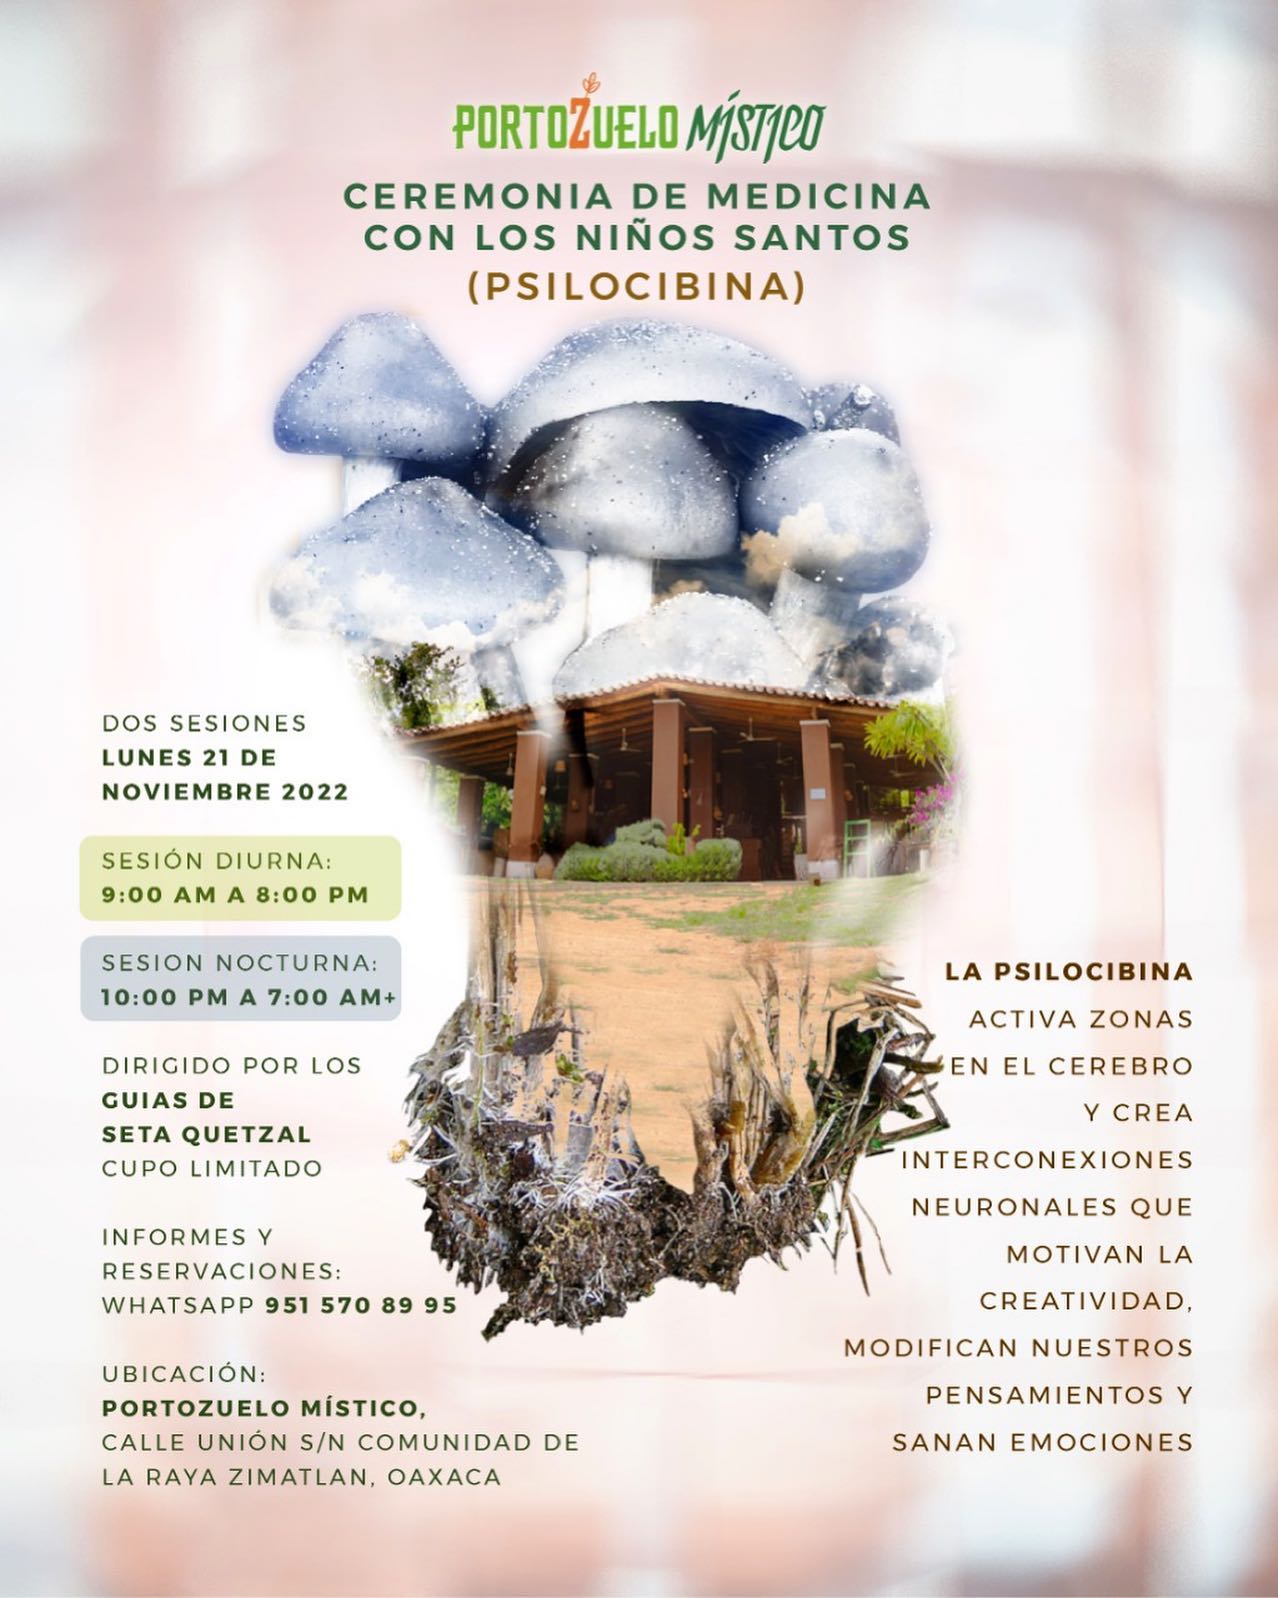 PORTOZUELO MÍSTICO
CEREMONIA DE MEDICINA
CON LOS NIÑOS SANTOS
(PSILOCIBINA)
DOS SESIONES
LUNES 21 DE
NOVIEMBRE 2022
SESIÓN DIURNA:
9:00 AM A 8:00 PM
SESION NOCTURNA:
10:00 PM A 7:00 AM+
DIRIGIDO POR LOS
GUIAS DE
SETA QUETZAL
CUPO LIMITADO
INFORMES Y
RESERVACIONES:
WHATSAPP 951 570 89 95
UBICACIÓN:
PORTOZUELO MÍSTICO,
CALLE UNIÓN S/N COMUNIDAD DE
LA RAYA ZIMATLAN, OAXACA
LA PSILOCIBINA
ACTIVA ZONAS
EN EL CEREBRO
Y CREA
INTERCONEXIONES
NEURONALES QUE
MOTIVAN LA
CREATIVIDAD,
MODIFICAN NUESTROS
PENSAMIENTOS Y
SANAN EMOCIONES